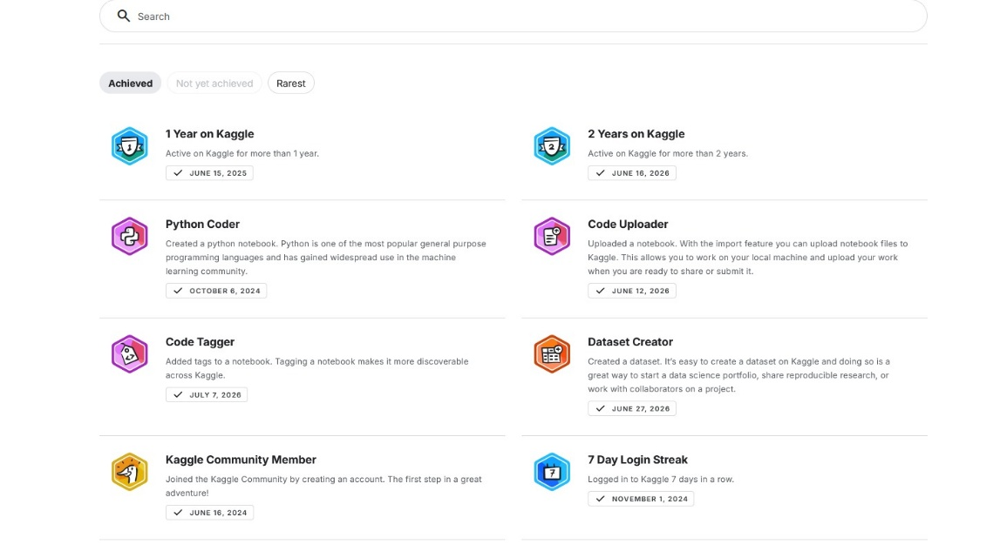 Search
Achieved
Not yet achieved
Rarest
1
1 Year on Kaggle
Active on Kaggle for more than 1 year.
JUNE 15, 2025
2
2 Years on Kaggle
Active on Kaggle for more than 2 years.
JUNE 16, 2026
Python Coder
Created a python notebook. Python is one of the most popular general purpose
programming languages and has gained widespread use in the machine
learning community.
OCTOBER 6, 2024
Code Uploader
Uploaded a notebook. With the import feature you can upload notebook files to
Kaggle. This allows you to work on your local machine and upload your work
when you are ready to share or submit it.
JUNE 12, 2026
Code Tagger
Added tags to a notebook. Tagging a notebook makes it more discoverable
across Kaggle.
JULY 7, 2026
Dataset Creator
Created a dataset. It's easy to create a dataset on Kaggle and doing so is a
great way to start a data science portfolio, share reproducible research, or
work with collaborators on a project.
JUNE 27, 2026
Kaggle Community Member
Joined the Kaggle Community by creating an account. The first step in a great
adventure!
JUNE 16, 2024
7
7 Day Login Streak
Logged in to Kaggle 7 days in a row.
NOVEMBER 1, 2024